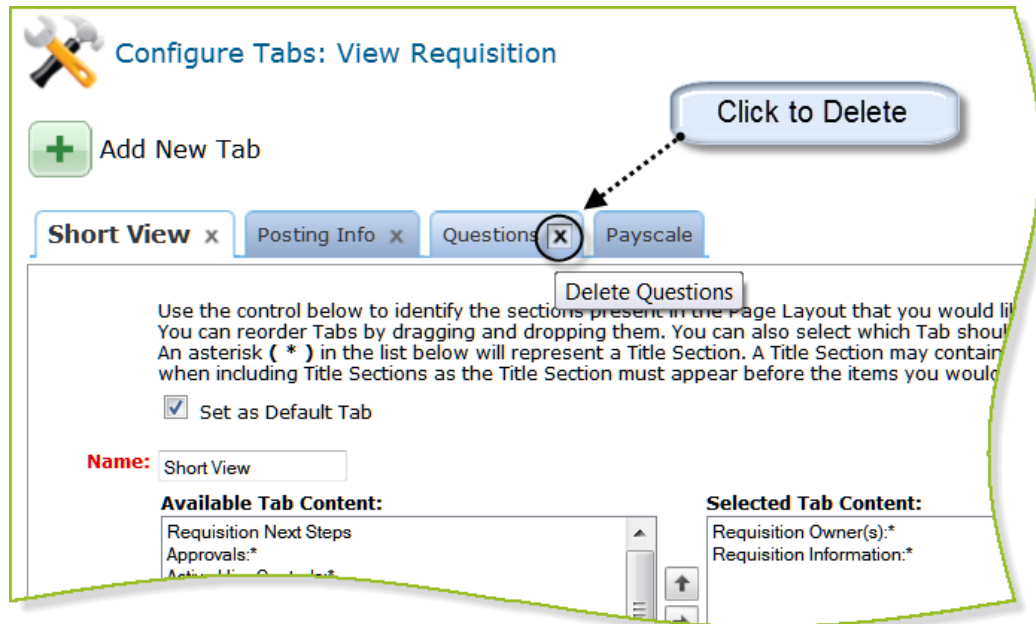 Configure Tabs: View Requisition
Click to Delete
Add New Tab
Short View x Posting Info x Questions x Payscale
Delete Questions
Use the control below to identify the sections present in the Page Layout that you would
You can reorder Tabs by dragging and dropping them. You can also select which Tab
An asterisk ( * ) in the list below will represent a Title Section. A Title Section may contain
when including Title Sections as the Title Section must appear before the items you would
Set as Default Tab
Name: Short View
Available Tab Content: Selected Tab Content:
Requisition Next Steps Requisition Owner(s):*
Approvals:* Requisition Information:*